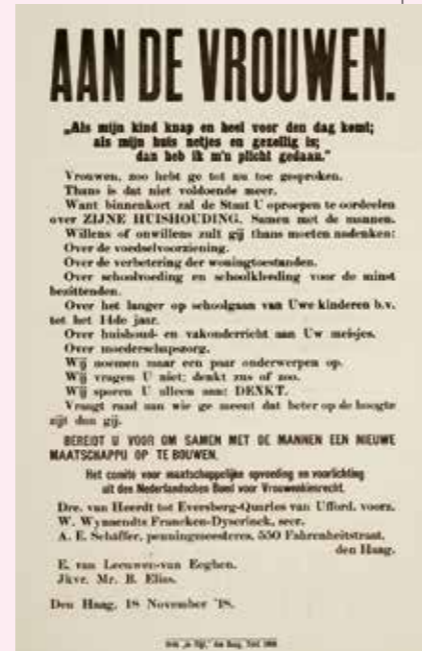 AAN DE VROUWEN.
„Als mijn kind knap en heel voor den dag komt;
als mijn huis netjes en gezellig is;
dan heb ik m'n plicht gedaan."
Vrouwen, zoo hebt ge tot nu toe gesproken.
Thans is dat niet voldoende meer.
Want binnenkort zal de Staat U oproepen te oordeelen
over ZIJNE HUISHOUDING. Samen met de mannen.
Willens of onwillens zult gij thans moeten nadenken:
Over de voedselvoorziening.
Over de verbetering der woningtoestanden.
Over schoolvoeding en schoolkleeding voor de minst
bezittenden.
Over het langer op schoolgaan van Uwe kinderen b.v.
tot het 14de jaar.
Over huishoud- en vakonderricht aan Uw meisjes.
Over moederschapszorg.
Wij noemen maar een paar onderwerpen op.
Wij vragen U niet: denkt zus of zoo.
Wij sporen U alleen aan: DENKT.
Vraagt raad aan wie ge meent dat beter op de hoogte
zijt dan gij.
BEREIDT U VOOR OM SAMEN MET DE MANNEN EEN NIEUWE
MAATSCHAPPIJ OP TE BOUWEN.
Het comité voor maatschappelijke opvoeding en voorlichting
uit den Nederlandschen Bond voor Vrouwenkiesrecht.
Dre. van Heerdt tot Eversberg-Quarles van Ufford, voorz.
W. Wynaendts Francken-Dyserinck, secr.
A. E. Schaffer, penningmeesteres, 550 Fahrenheitstraat,
den Haag.
E. van Leeuwen-van Eeghen.
Jkvr. Mr. B. Elias.
Den Haag, 18 November '18.